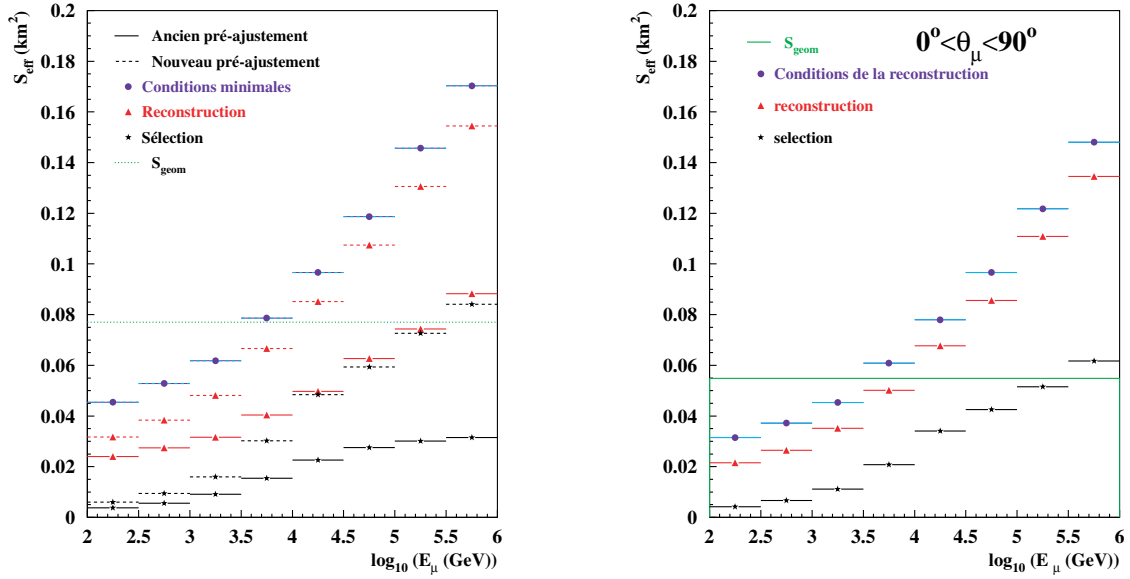 S_eff (km²)
0.2
0.18
0.16
0.14
0.12
0.1
0.08
0.06
0.04
0.02
0
Ancien pré-ajustement
Nouveau pré-ajustement
Conditions minimales
Reconstruction
Sélection
S_geom
2 2.5 3 3.5 4 4.5 5 5.5 6
log₁₀ (E_μ (GeV))
S_eff (km²)
0.2
0.18
0.16
0.14
0.12
0.1
0.08
0.06
0.04
0.02
0
S_geom
0°<θ_μ<90°
Conditions de la reconstruction
reconstruction
selection
2 2.5 3 3.5 4 4.5 5 5.5 6
log₁₀ (E_μ (GeV))